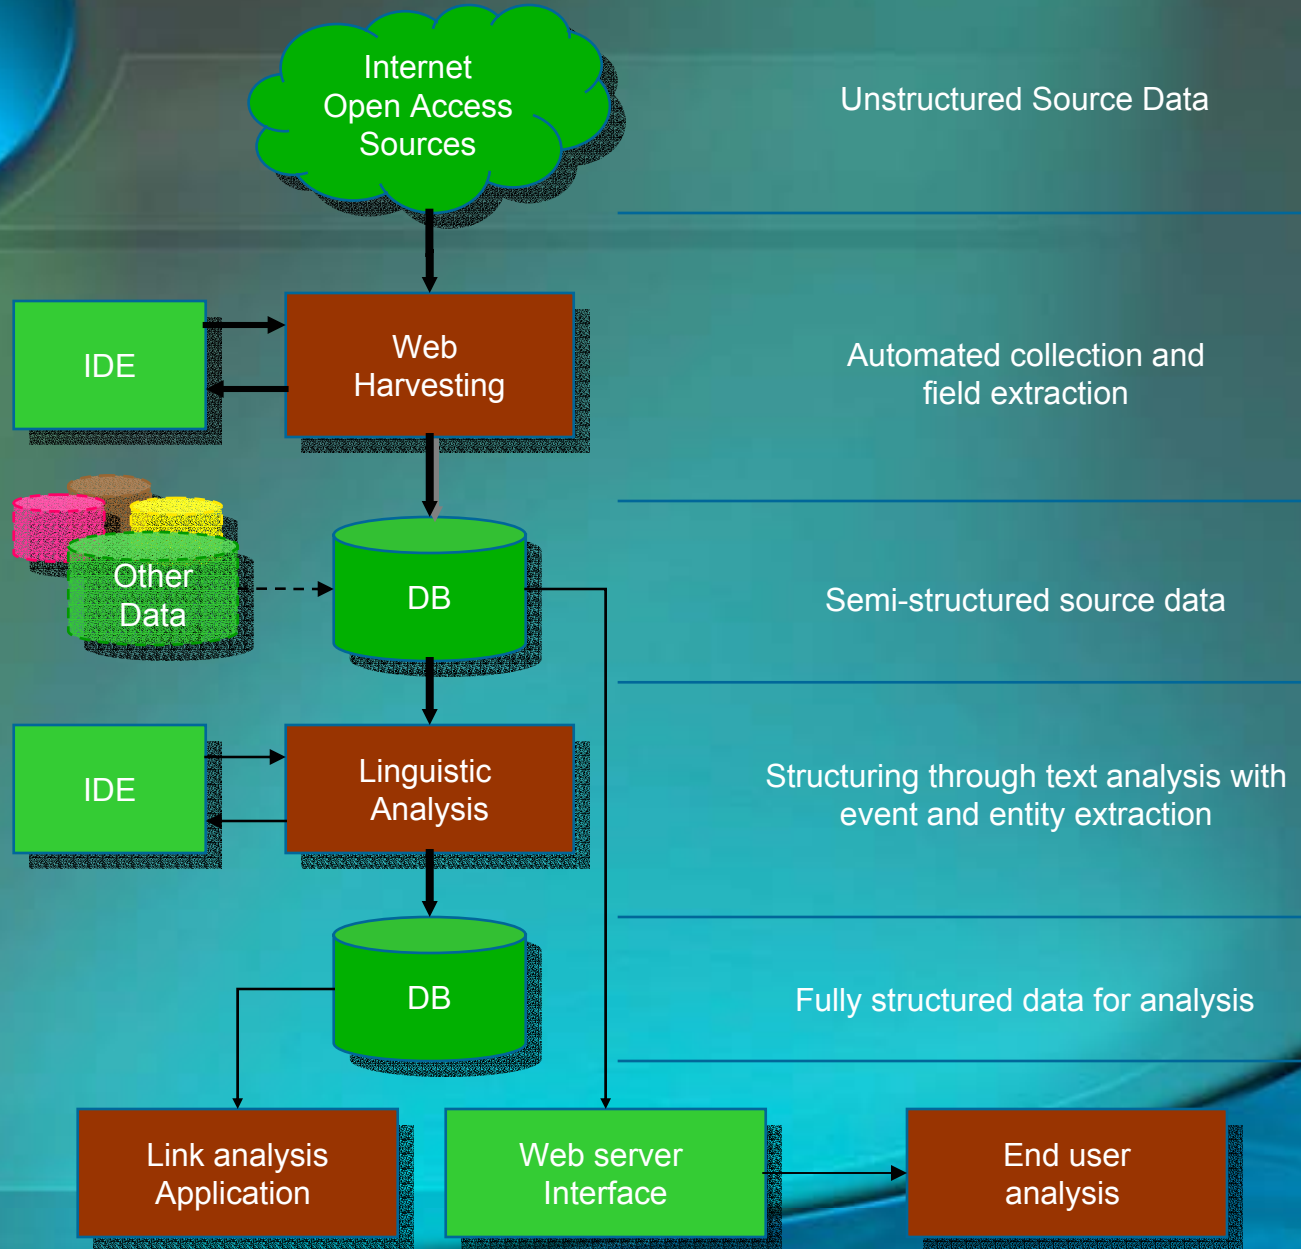 Internet
Open Access
Sources
Unstructured Source Data
IDE
Web
Harvesting
Automated collection and
field extraction
Other
Data
DB
Semi-structured source data
IDE
Linguistic
Analysis
Structuring through text analysis with
event and entity extraction
DB
Fully structured data for analysis
Link analysis
Application
Web server
Interface
End user
analysis